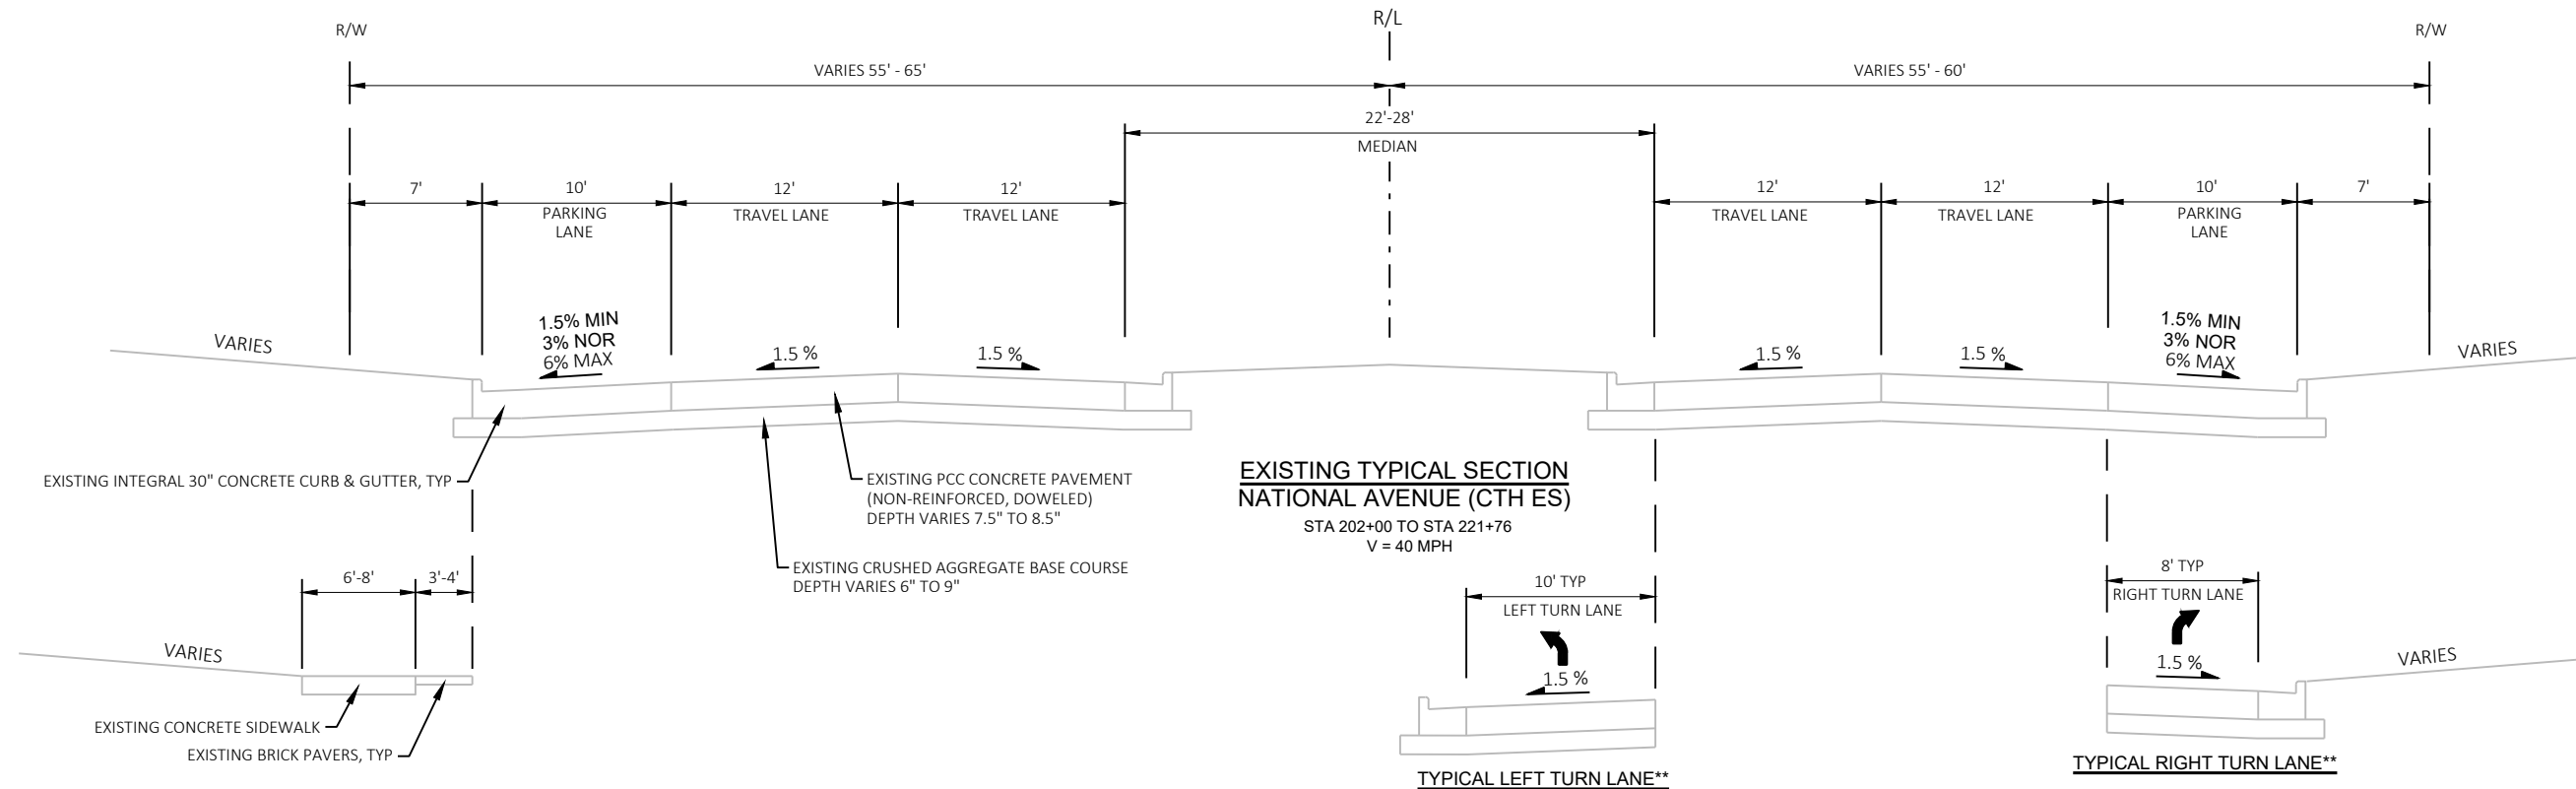 R/W
R/L
R/W
VARIES 55' - 65'
VARIES 55' - 60'
22'-28'
MEDIAN
7'
10'
PARKING
LANE
12'
TRAVEL LANE
12'
TRAVEL LANE
12'
TRAVEL LANE
12'
TRAVEL LANE
10'
PARKING
LANE
7'
VARIES
1.5% MIN
3% NOR
6% MAX
1.5 %
1.5 %
1.5 %
1.5 %
1.5% MIN
3% NOR
6% MAX
VARIES
EXISTING INTEGRAL 30" CONCRETE CURB & GUTTER, TYP
EXISTING PCC CONCRETE PAVEMENT
(NON-REINFORCED, DOWELED)
DEPTH VARIES 7.5" TO 8.5"
EXISTING CRUSHED AGGREGATE BASE COURSE
DEPTH VARIES 6" TO 9"
EXISTING TYPICAL SECTION
NATIONAL AVENUE (CTH ES)
STA 202+00 TO STA 221+76
V = 40 MPH
6'-8'
3'-4'
VARIES
EXISTING CONCRETE SIDEWALK
EXISTING BRICK PAVERS, TYP
10' TYP
LEFT TURN LANE
1.5 %
TYPICAL LEFT TURN LANE**
8' TYP
RIGHT TURN LANE
1.5 %
VARIES
TYPICAL RIGHT TURN LANE**